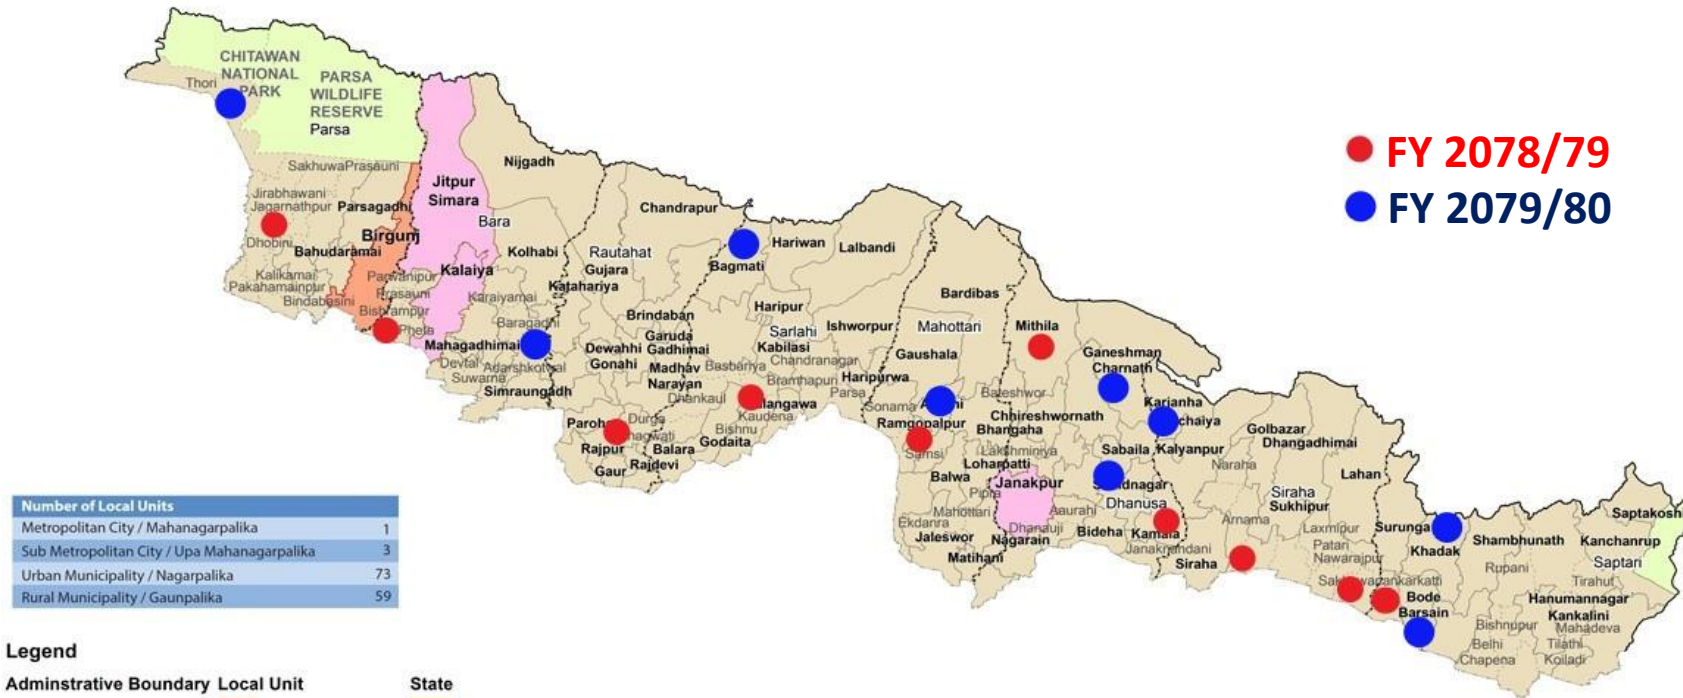 CHITAWAN
NATIONAL
PARK
PARSA
WILDLIFE
RESERVE
Parsa
Thori
FY 2078/79
FY 2079/80
SakhuwaPrasauni
Nijgadh
Jitpur
Simara
Jirabhawani
Jagarnathpur
Parsagadhi
Chandrapur
Bara
Birgunj
Dhobini
Bahudaramai
Kolhabi
Rautahat
Hariwan
Lalbandi
Bagmati
Kalaiya
Gujara
Kalikamai
Pakahamainpur
Parwanipur
Katahariya
Bindabasini
Prasauni
Karaiyamai
Bardibas
Bishrampur
Haripur
Brindaban
Baragadhi
Pheta
Sarlahi
Ishworpur
Mahottari
Mithila
Mahagadhimai
Garuda
Dewahhi
Gonahi
Gadhimai
Kabilasi
Chandranagar
Gaushala
Ganeshman
Charnath
Devtal
Adarshkotwal
Suwarna
Madhav
Narayan
Basbariya
Bramhapuri
Haripurwa
Parsa
Simraungadh
Dhankaul
Bateshwor
Sonama
Karjanha
Kaudena
Ramgopalpur
Chhireshwornath
Durga
Bishnu
Bhangaha
Golbazar
Dhangadhimai
Rajpur
Balara
Godaita
Samsi
Lakshminiya
Sabaila
Kalyanpur
Gaur
Rajdevi
Loharpatti
Naraha
Lahan
Balwa
Janakpur
Pipra
Dhanusa
Siraha
Sukhipur
Mahottari
Aaurahi
Ekdanra
Dhanauji
Arnama
Laxmipur
Surunga
Saptakoshi
Jaleswor
Nagarain
Bideha
Kamala
Janaknandani
Patari
Nawarajpur
Khadak
Shambhunath
Kanchanrup
Matihani
Siraha
Saptari
Rupani
Tirahut
Bode
Barsain
Hanumannagar
Kankalini
Bishnupur
Mahadeva
Belhi
Chapena
Tilathi
Koiladi
Number of Local Units
Metropolitan City / Mahanagarpalika 1
Sub Metropolitan City / Upa Mahanagarpalika 3
Urban Municipality / Nagarpalika 73
Rural Municipality / Gaunpalika 59
Legend
Adminstrative Boundary Local Unit State